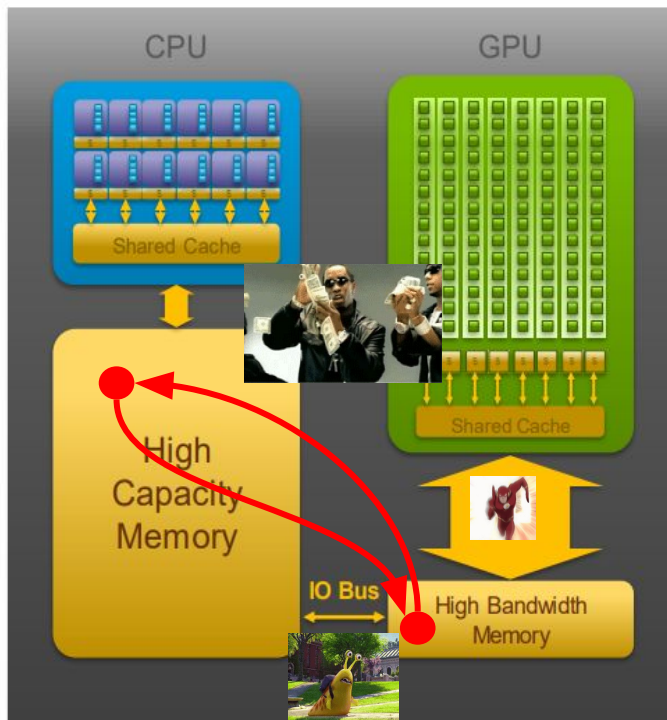 CPU
GPU
Shared Cache
Shared Cache
High
Capacity
Memory
IO Bus
High Bandwidth
Memory